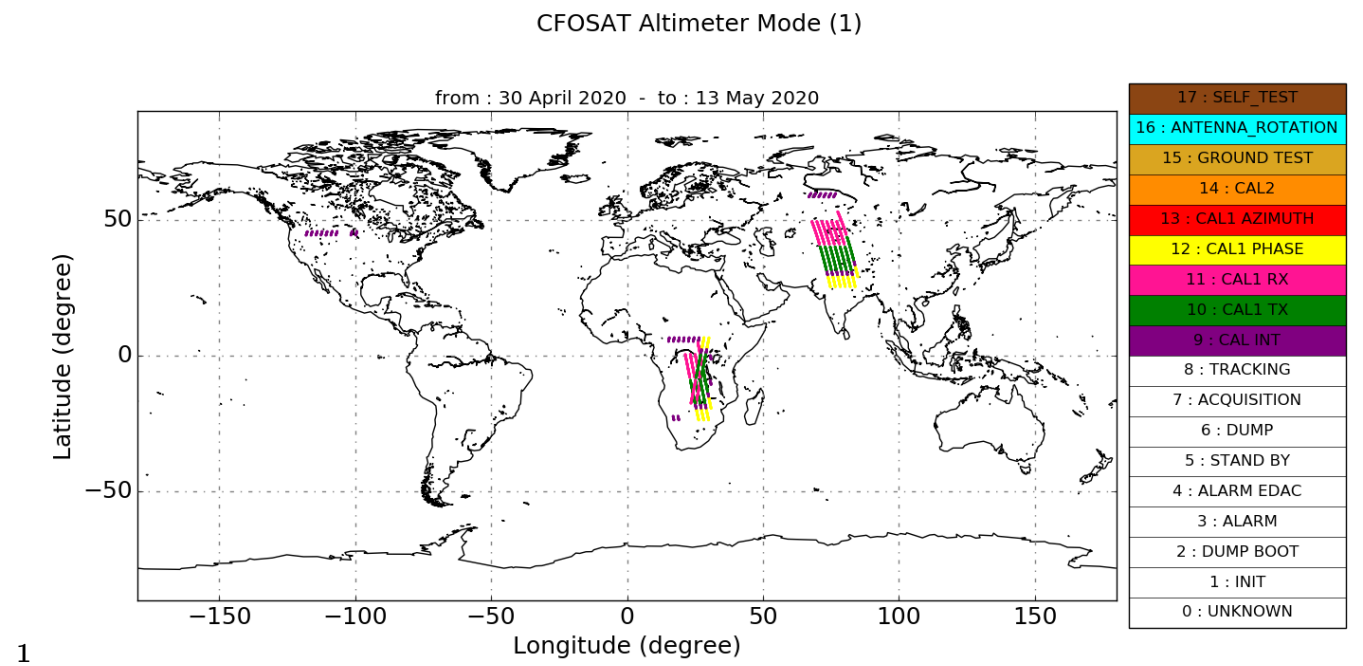 CFOSAT Altimeter Mode (1)
from : 30 April 2020 - to : 13 May 2020
17 : SELF_TEST
16 : ANTENNA_ROTATION
15 : GROUND TEST
14 : CAL2
13 : CAL1 AZIMUTH
12 : CAL1 PHASE
11 : CAL1 RX
10 : CAL1 TX
9 : CAL INT
8 : TRACKING
7 : ACQUISITION
6 : DUMP
5 : STAND BY
4 : ALARM EDAC
3 : ALARM
2 : DUMP BOOT
1 : INIT
0 : UNKNOWN
Latitude (degree)
50
0
−50
−150 −100 −50 0 50 100 150
Longitude (degree)
1